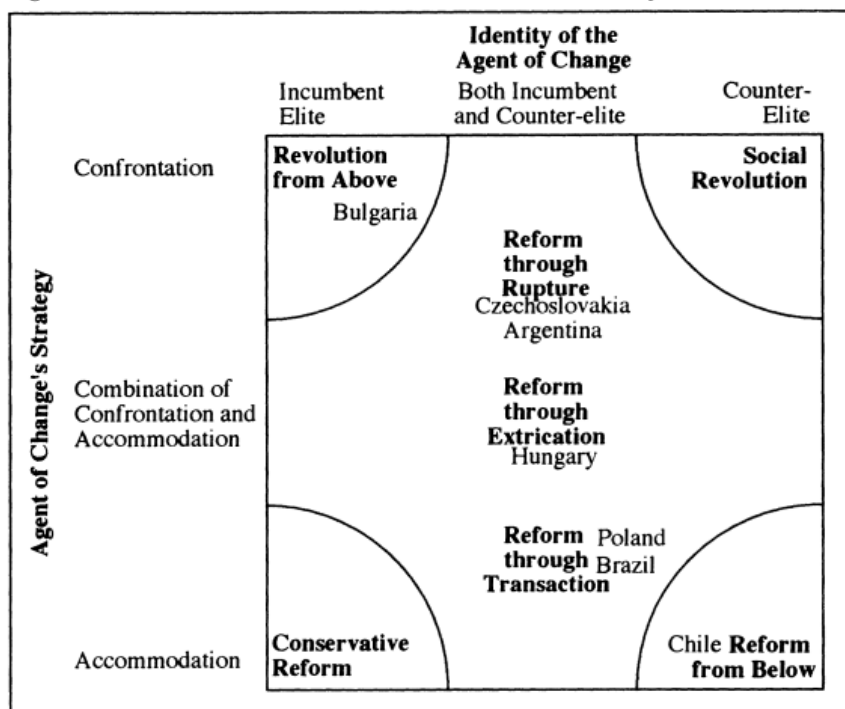 Identity of the
Agent of Change
Incumbent
Elite
Both Incumbent
and Counter-elite
Counter-
Elite
Agent of Change's Strategy
Confrontation
Revolution
from Above
Bulgaria
Social
Revolution
Reform
through
Rupture
Czechoslovakia
Argentina
Combination of
Confrontation and
Accommodation
Reform
through
Extrication
Hungary
Reform
through
Transaction
Poland
Brazil
Accommodation
Conservative
Reform
Chile Reform
from Below